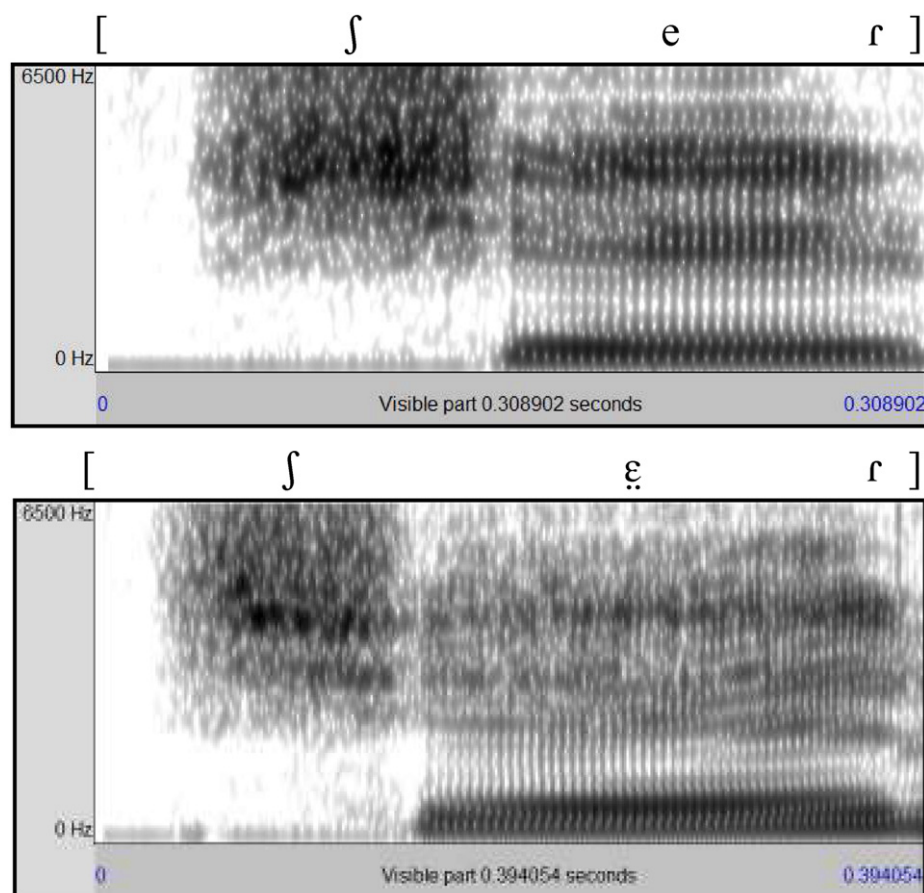 [ ʃ e ɾ ]
6500 Hz
0 Hz
0 Visible part 0.308902 seconds 0.308902
[ ʃ ɛ̤ ɾ ]
6500 Hz
0 Hz
0 Visible part 0.394054 seconds 0.394054